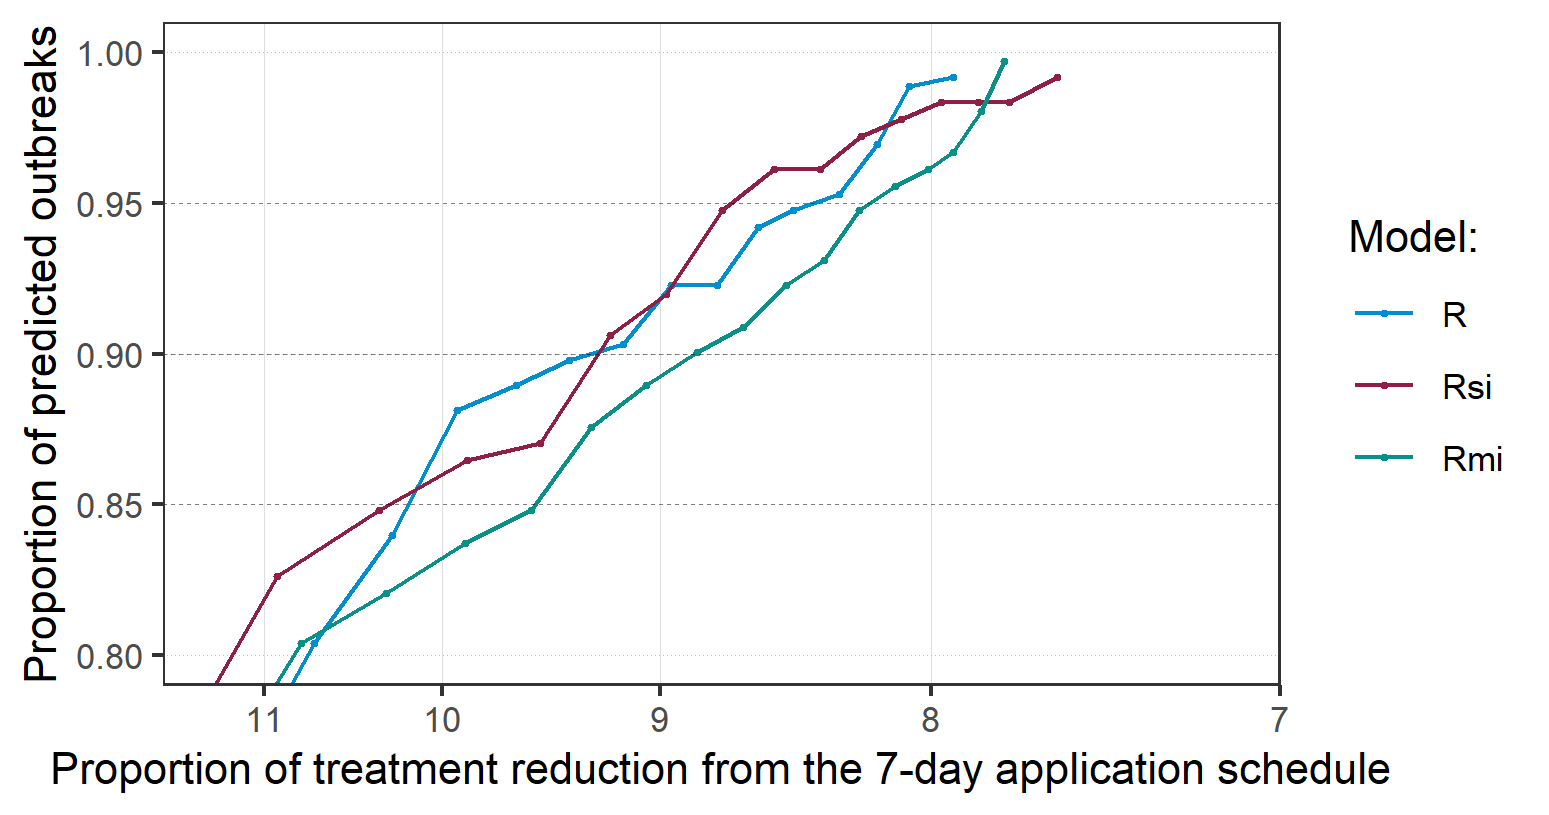 Proportion of predicted outbreaks
1.00
0.95
0.90
0.85
0.80
11 10 9 8 7
Proportion of treatment reduction from the 7-day application schedule
Model:
R
Rsi
Rmi